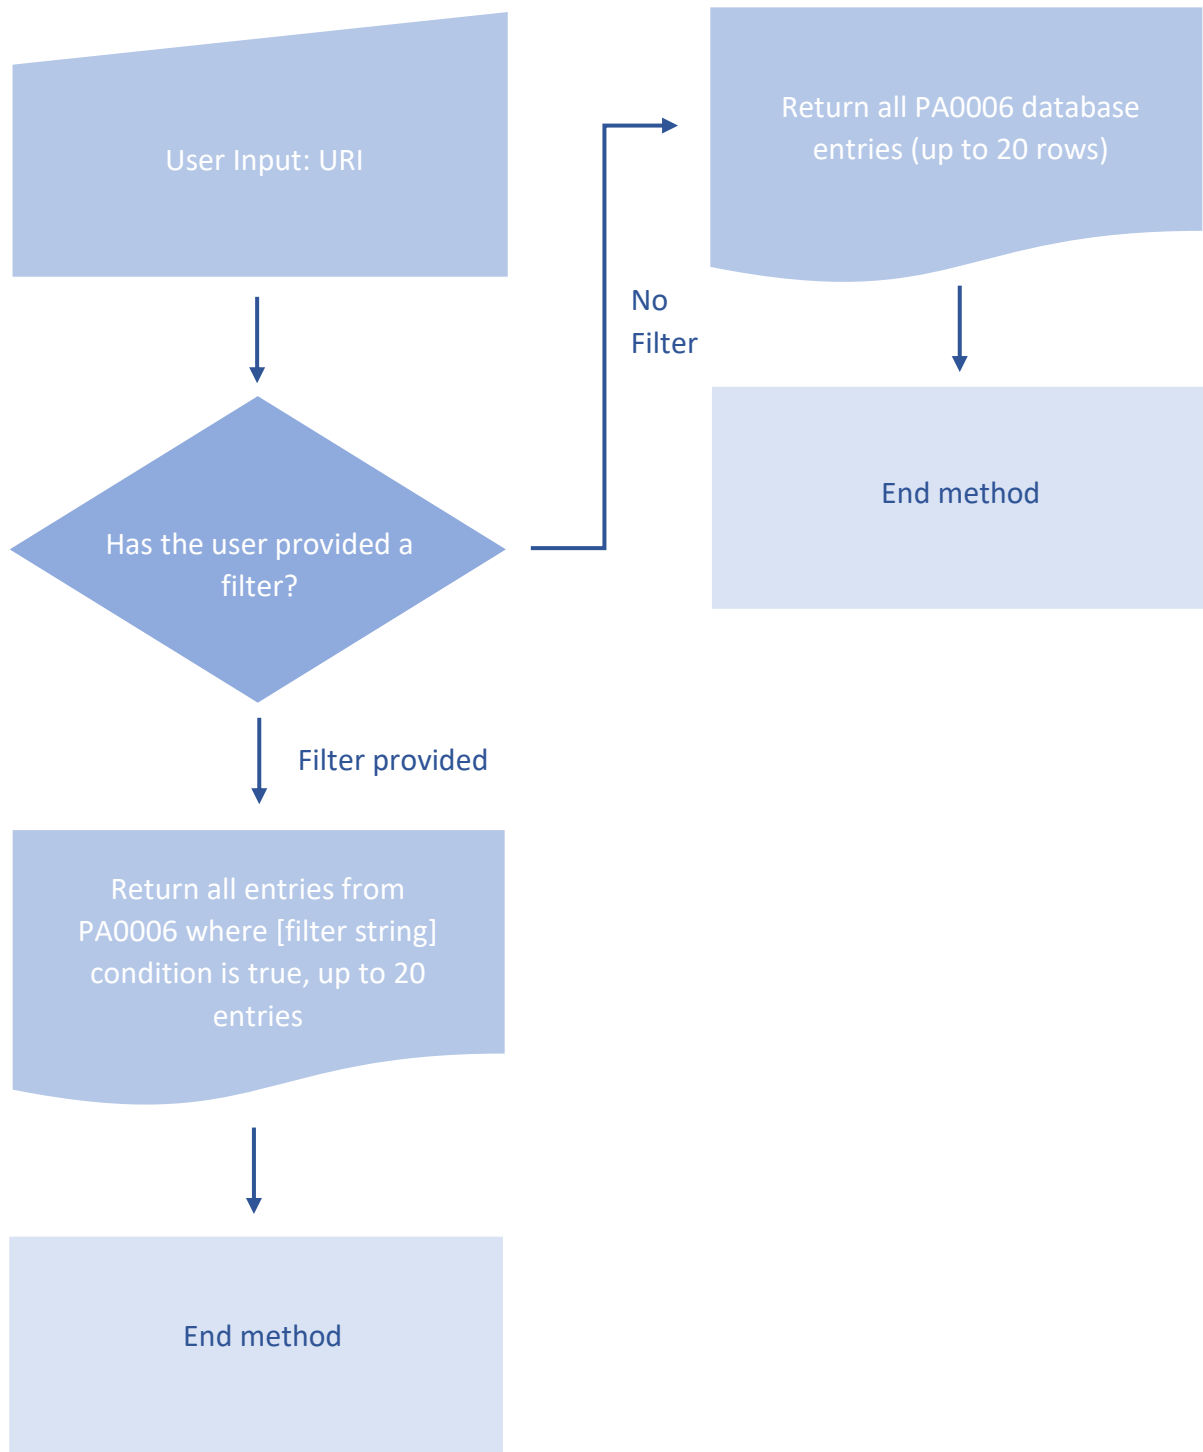 User Input: URI
Return all PA0006 database
entries (up to 20 rows)
No
Filter
End method
Has the user provided a
filter?
Filter provided
Return all entries from
PA0006 where [filter string]
condition is true, up to 20
entries
End method